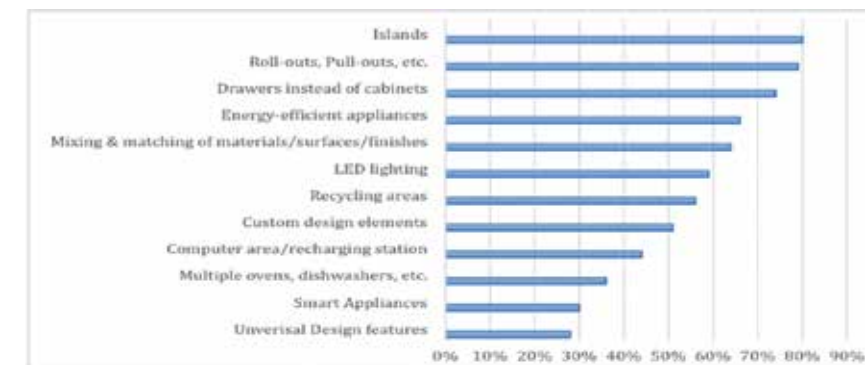 Islands
Roll-outs, Pull-outs, etc.
Drawers instead of cabinets
Energy-efficient appliances
Mixing & matching of materials/surfaces/finishes
LED lighting
Recycling areas
Custom design elements
Computer area/recharging station
Multiple ovens, dishwashers, etc.
Smart Appliances
Unverisal Design features
0% 10% 20% 30% 40% 50% 60% 70% 80% 90%